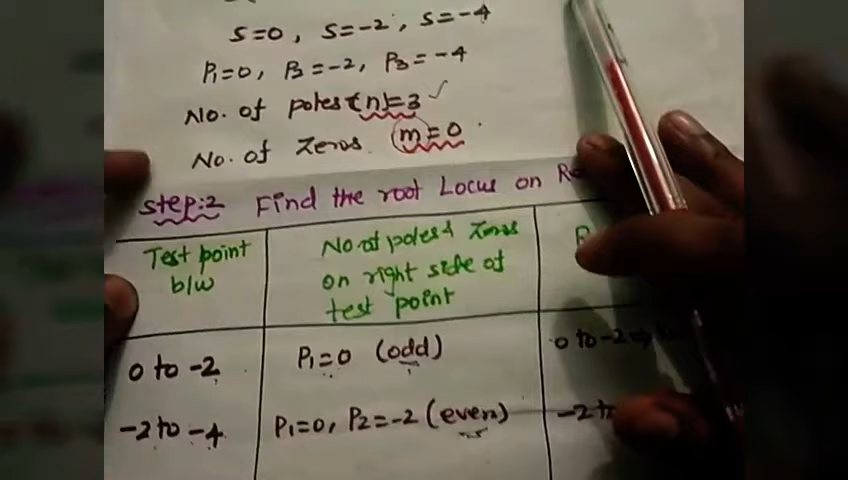 S=0, S=-2, S=-4
P1=0, P2=-2, P3=-4
No. of poles (n)=3 ✓
No. of zeros (m=0
step:2 Find the root Locus on
Test point b/w
No. of poles & zeros on right side of test point
0 to -2
P1=0 (odd)
0 to -2
-2 to -4
P1=0, P2=-2 (even)
-2 to